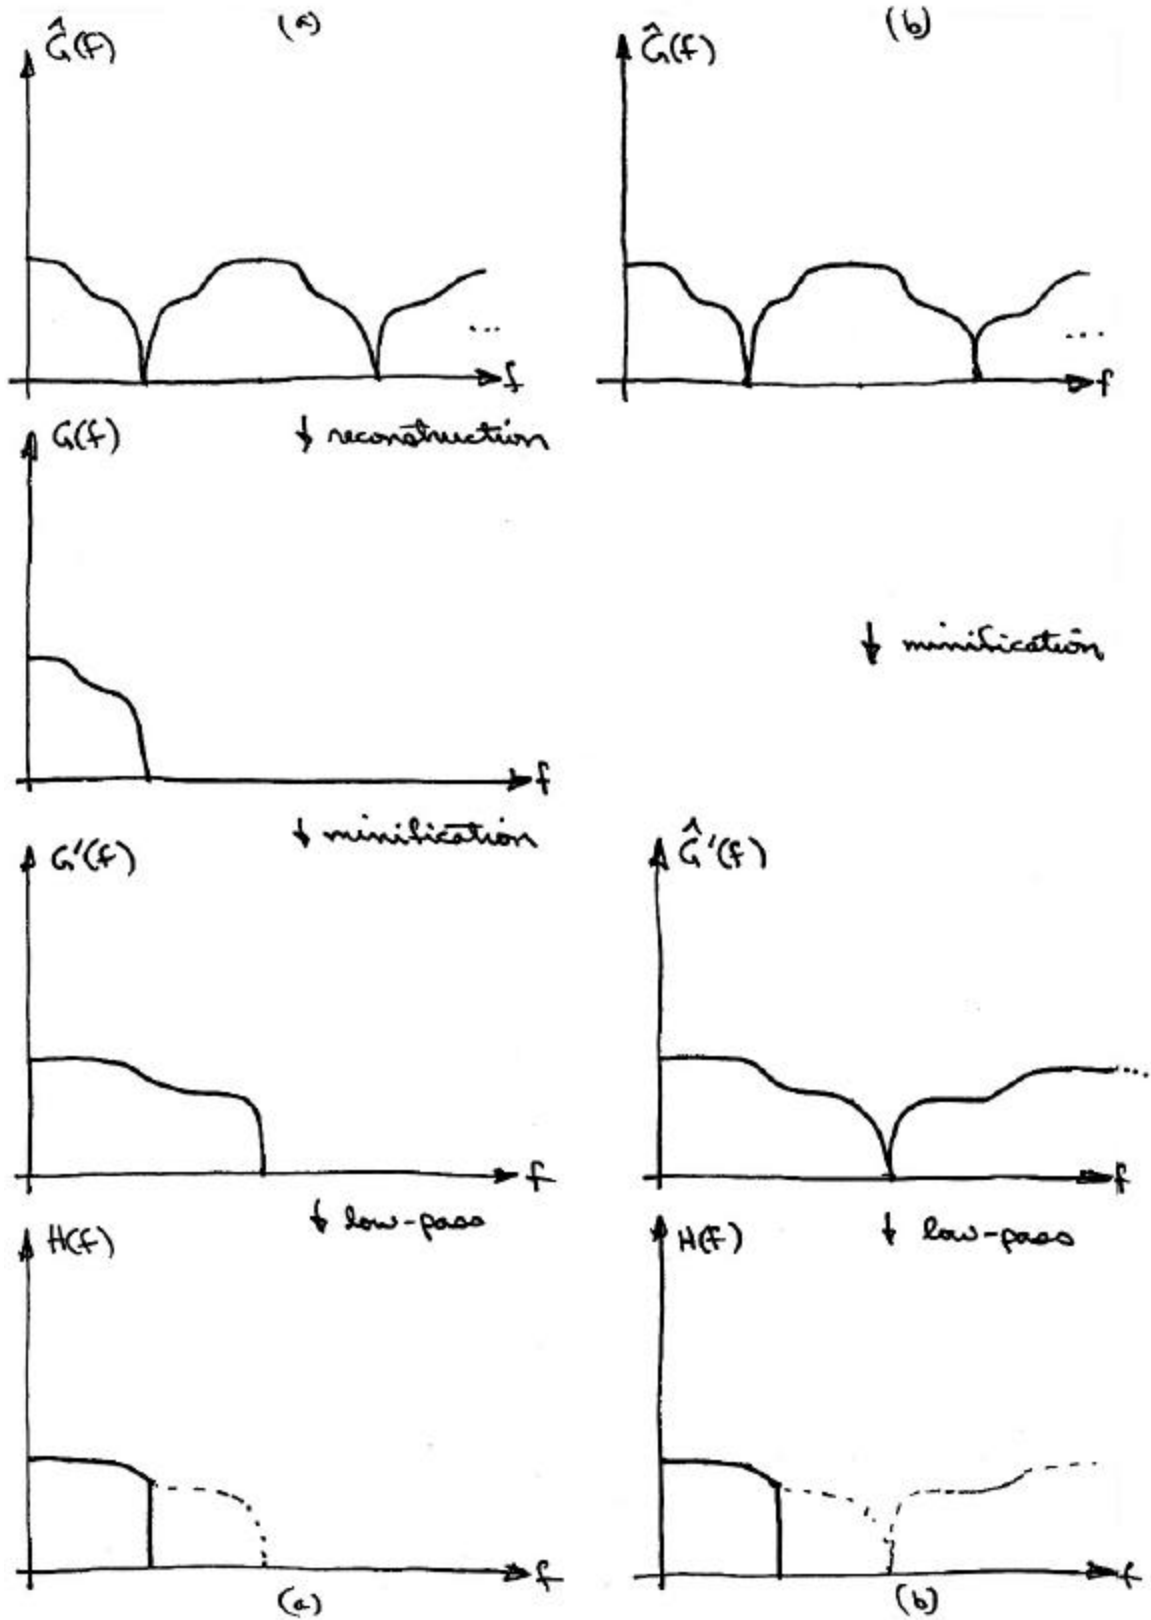 (a)
(b)
Ĝ(f)
Ĝ(f)
...
...
f
f
G(f)
↓ reconstruction
↓ minification
f
↓ minification
G'(f)
Ĝ'(f)
...
f
f
↓ low-pass
↓ low-pass
H(f)
H(f)
f
f
(a)
(b)